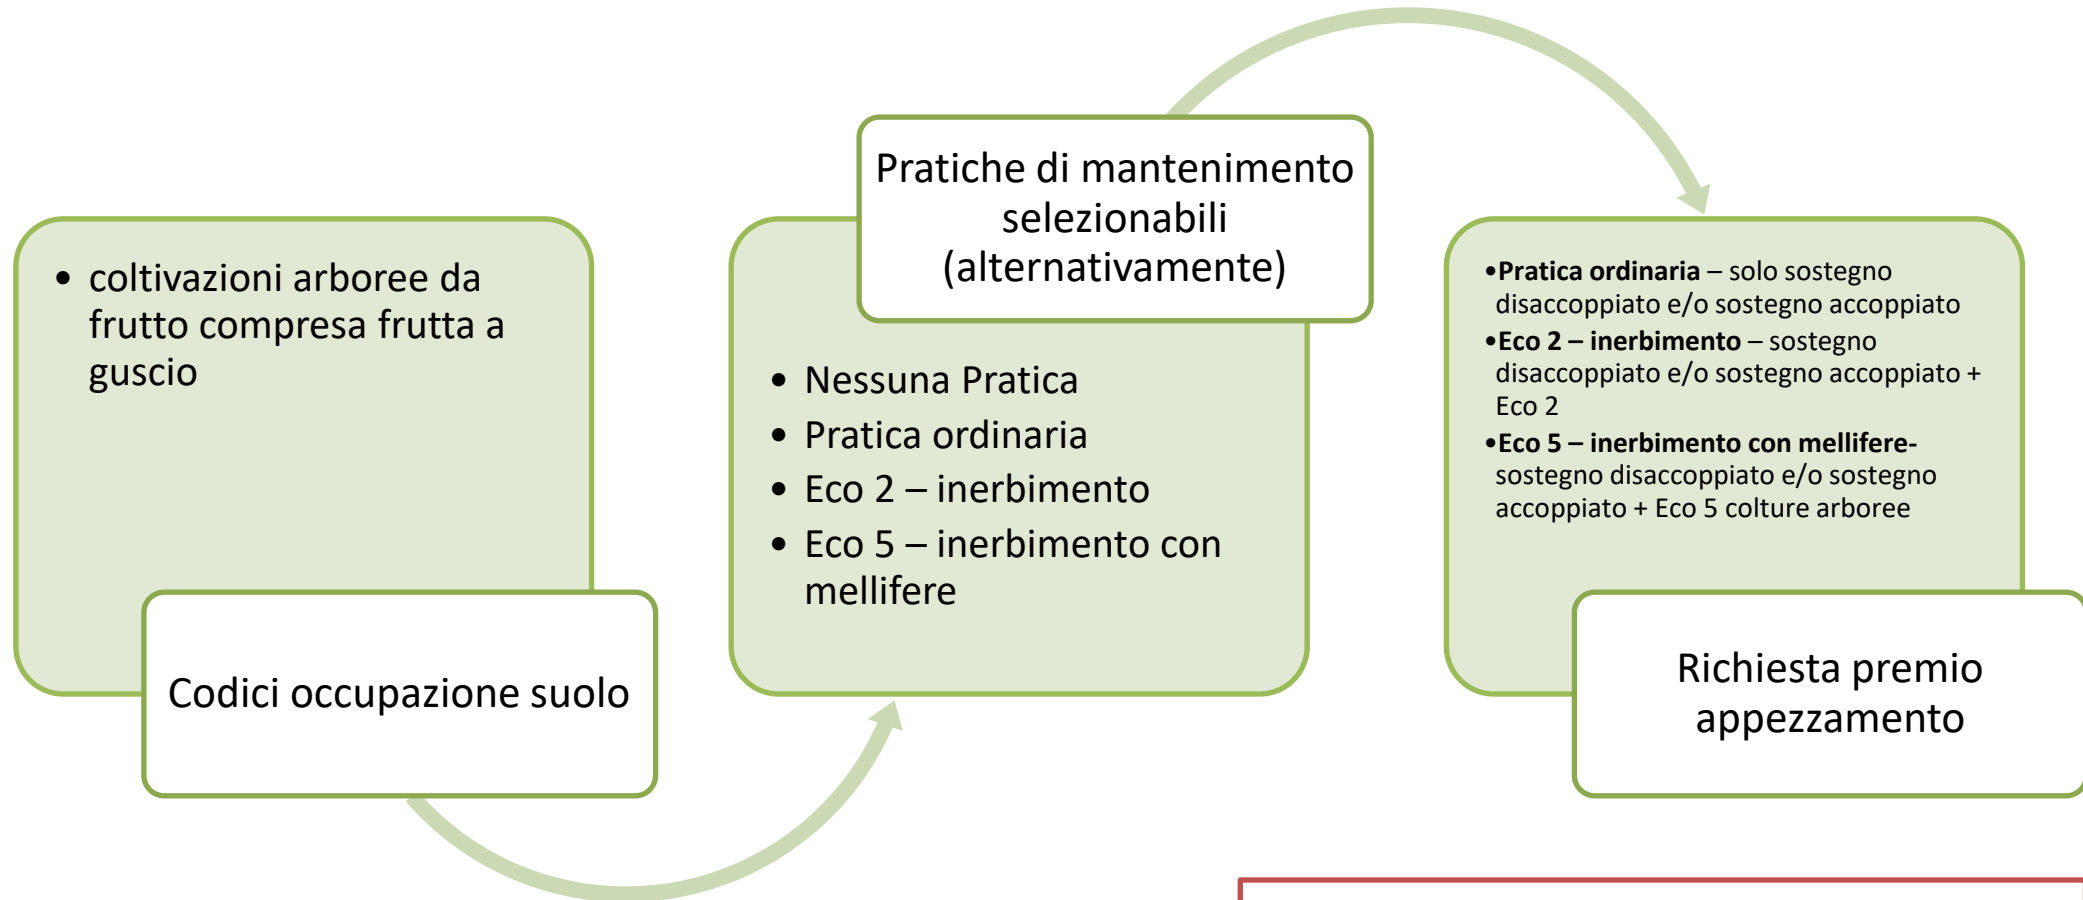 • coltivazioni arboree da
frutto compresa frutta a
guscio
Codici occupazione suolo
Pratiche di mantenimento
selezionabili
(alternativamente)
• Nessuna Pratica
• Pratica ordinaria
• Eco 2 – inerbimento
• Eco 5 – inerbimento con
mellifere
•Pratica ordinaria – solo sostegno
disaccoppiato e/o sostegno accoppiato
•Eco 2 – inerbimento – sostegno
disaccoppiato e/o sostegno accoppiato +
Eco 2
•Eco 5 – inerbimento con mellifere-
sostegno disaccoppiato e/o sostegno
accoppiato + Eco 5 colture arboree
Richiesta premio
appezzamento